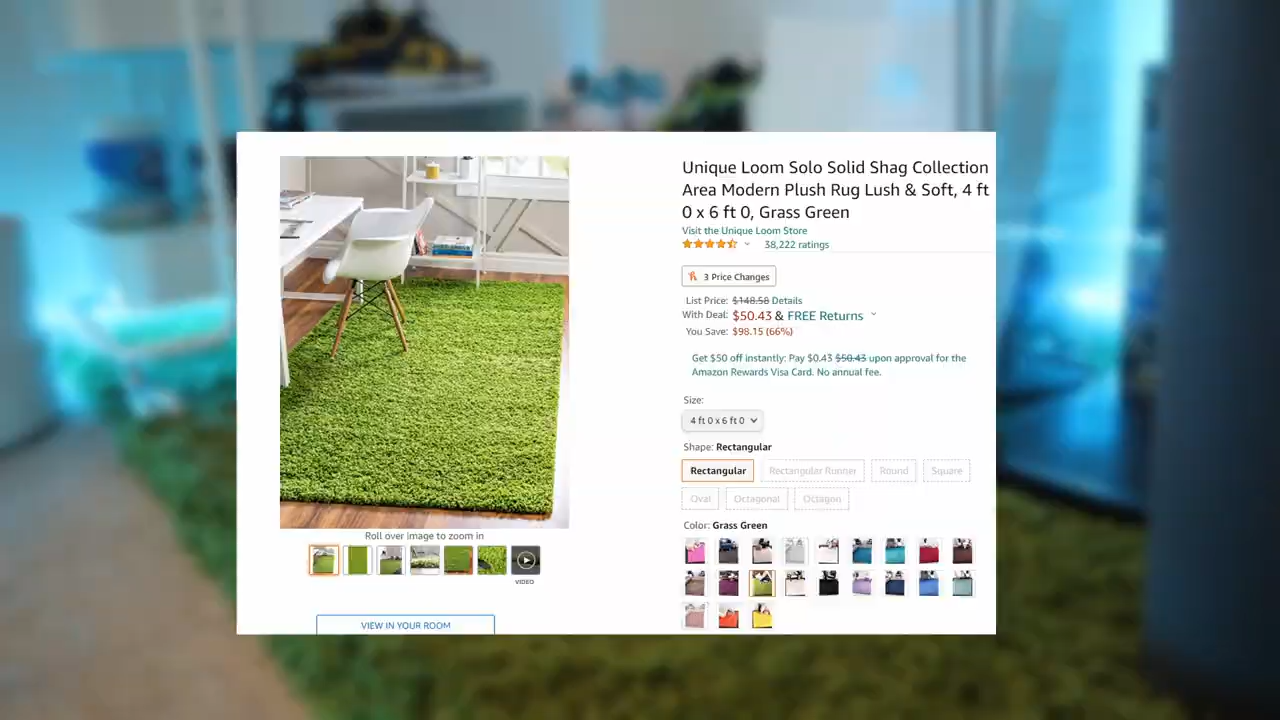 Unique Loom Solo Solid Shag Collection
Area Modern Plush Rug Lush & Soft, 4 ft
0 x 6 ft 0, Grass Green
Visit the Unique Loom Store
38,222 ratings
3 Price Changes
List Price: $148.58 Details
With Deal: $50.43 & FREE Returns
You Save: $98.15 (66%)
Get $50 off instantly: Pay $0.43 $50.43 upon approval for the
Amazon Rewards Visa Card. No annual fee.
Size:
4 ft 0 x 6 ft 0
Shape: Rectangular
Rectangular Rectangular Runner Round Square
Oval Octagonal Octagon
Color: Grass Green
Roll over image to zoom in
VIDEO
VIEW IN YOUR ROOM